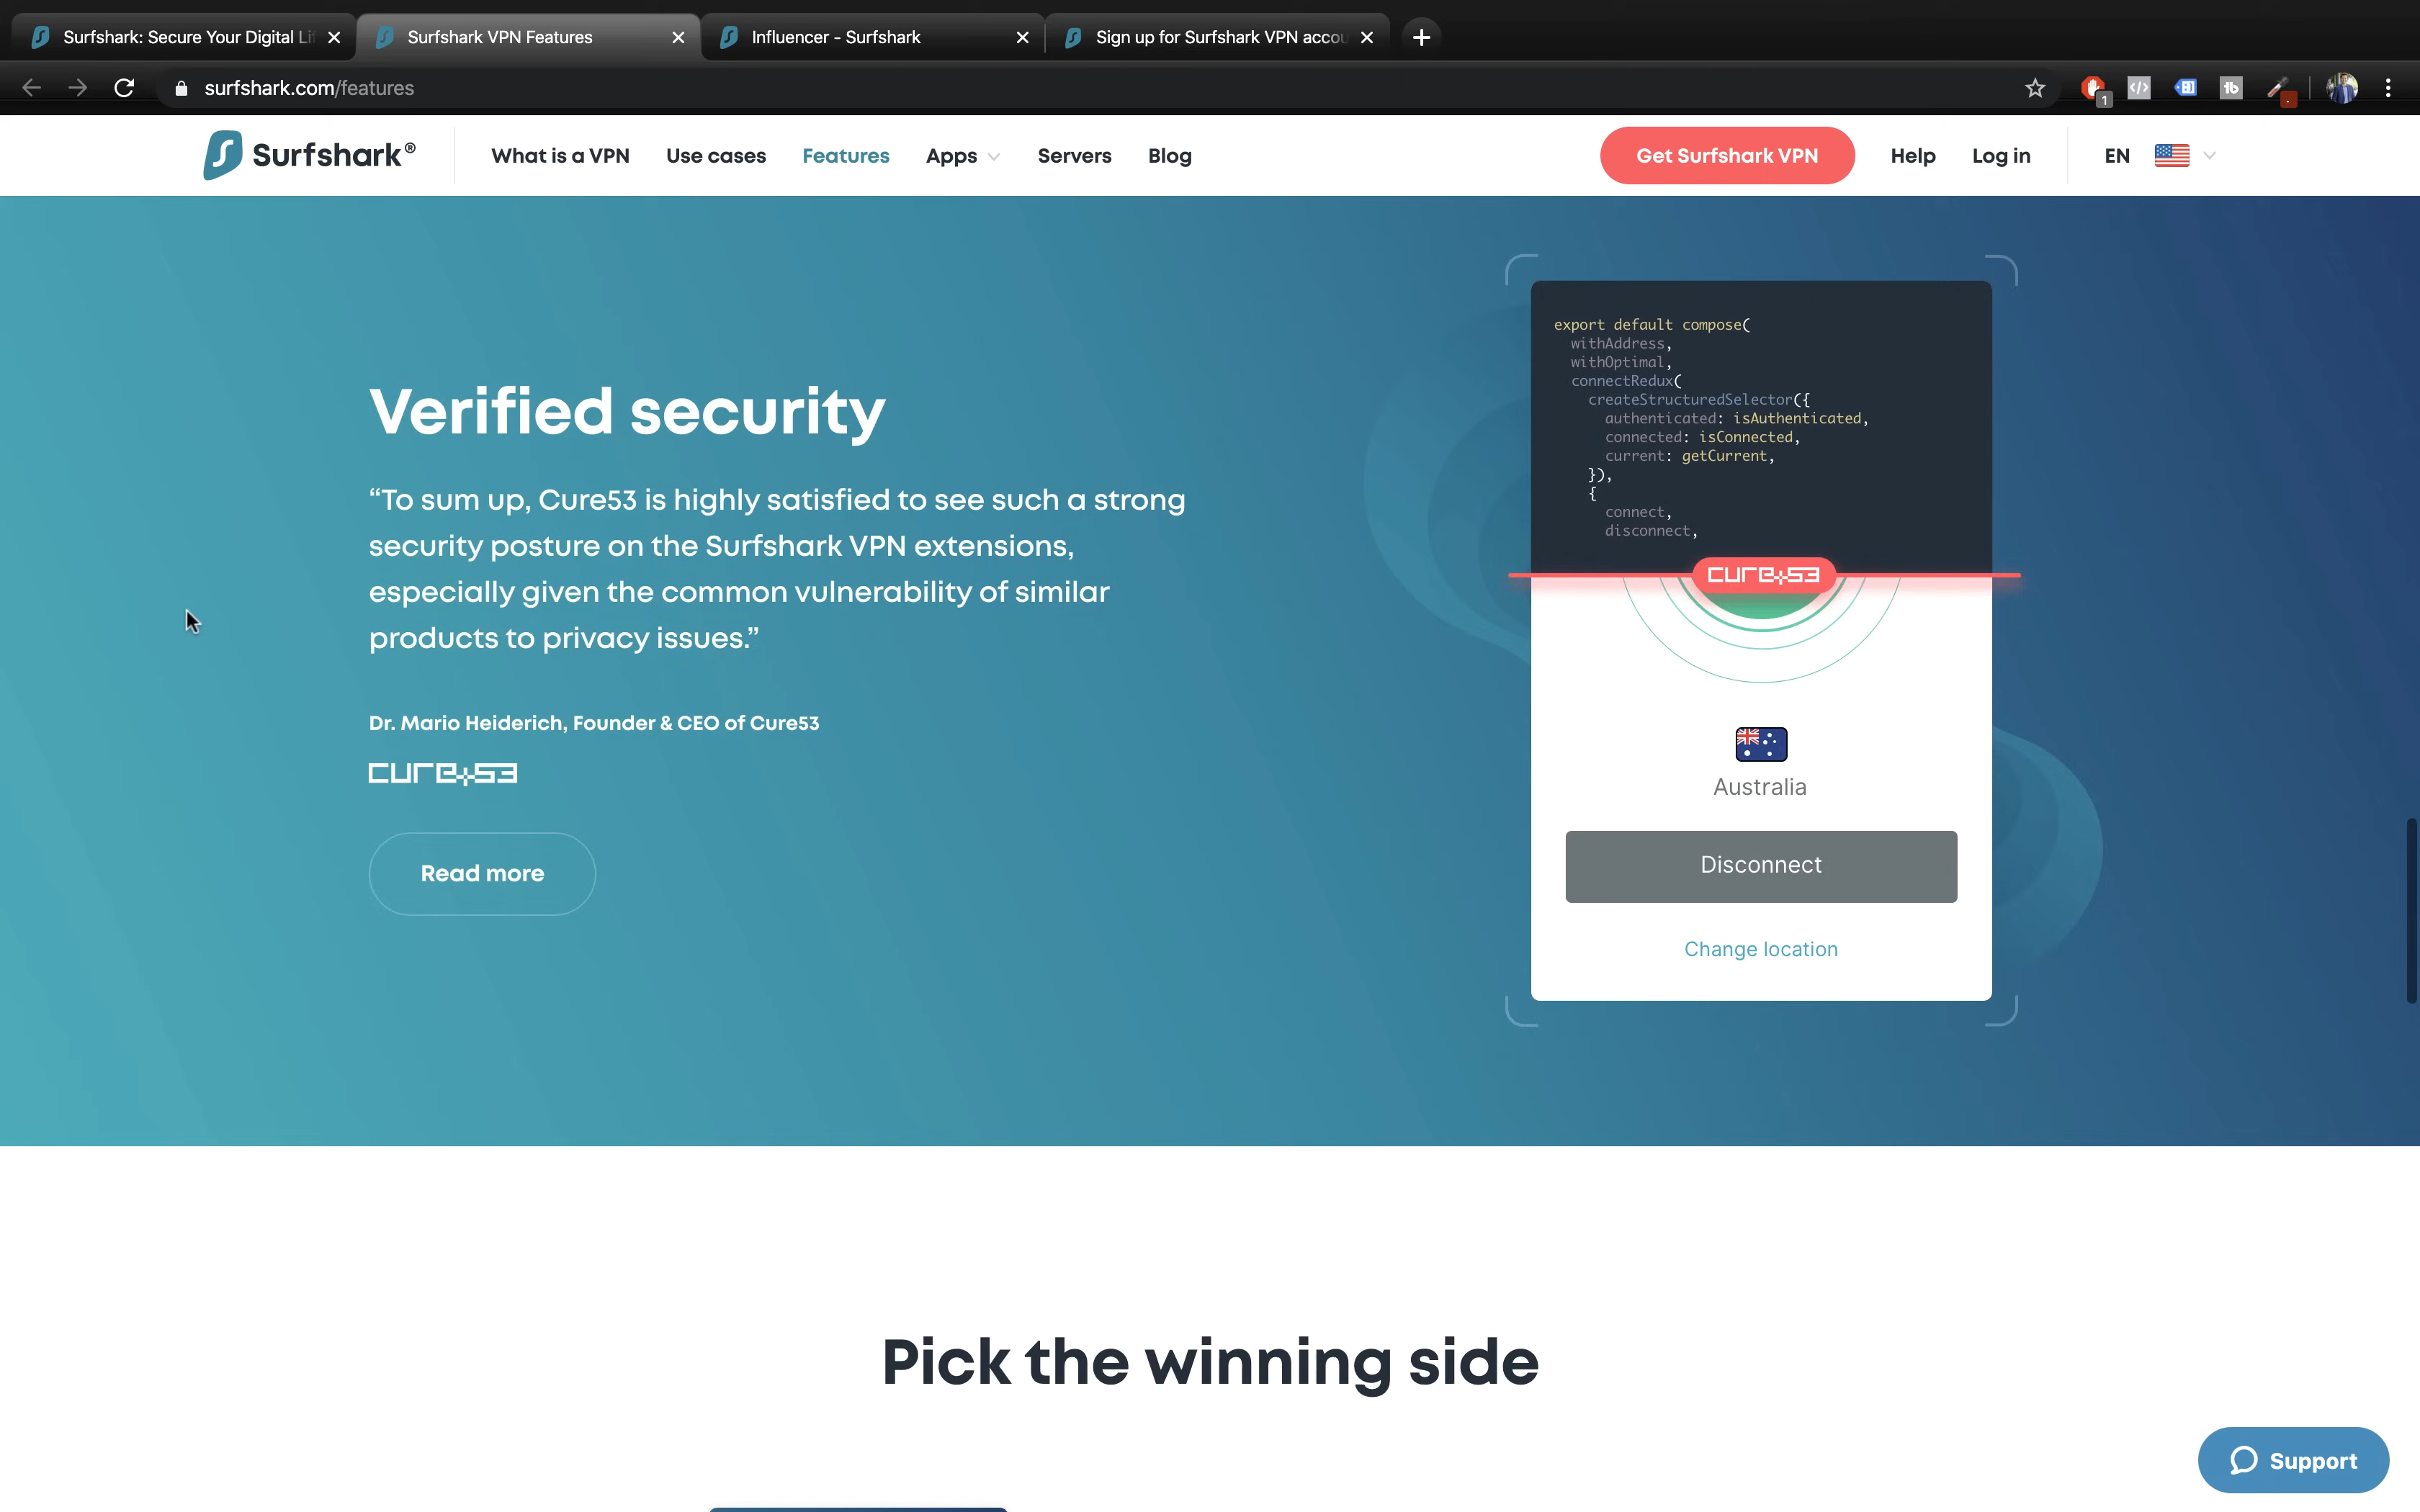 Surfshark: Secure Your Digital Li
Surfshark VPN Features
Influencer - Surfshark
Sign up for Surfshark VPN accou
surfshark.com/features
1
Surfshark®
What is a VPN
Use cases
Features
Apps
Servers
Blog
Get Surfshark VPN
Help
Log in
EN
Verified security
“To sum up, Cure53 is highly satisfied to see such a strong
security posture on the Surfshark VPN extensions,
especially given the common vulnerability of similar
products to privacy issues.”
Dr. Mario Heiderich, Founder & CEO of Cure53
cure53
Read more
export default compose(
withAddress,
withOptimal,
connectRedux(
createStructuredSelector({
authenticated: isAuthenticated,
connected: isConnected,
current: getCurrent,
}),
{
connect,
disconnect,
cure53
Australia
Disconnect
Change location
Pick the winning side
Support